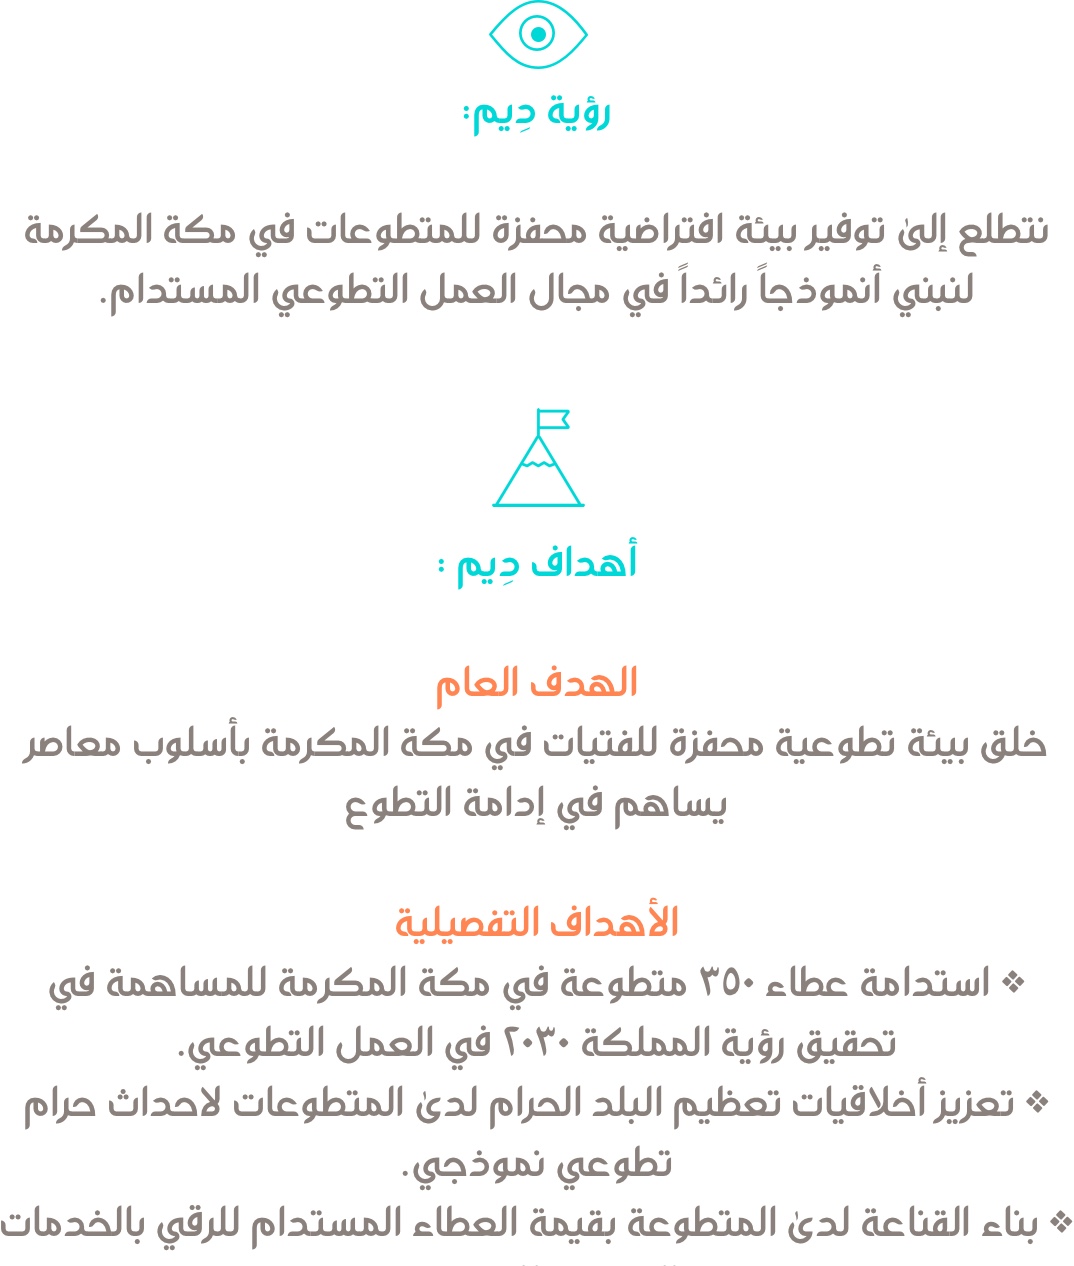 رؤية دِيم:
نتطلع إلىٰ توفير بيئة افتراضية محفزة للمتطوعات في مكة المكرمة
لنبني أنموذجاً رائداً في مجال العمل التطوعي المستدام.
أهداف دِيم :
الهدف العام
خلق بيئة تطوعية محفزة للفتيات في مكة المكرمة بأسلوب معاصر
يساهم في إدامة التطوع
الأهداف التفصيلية
❖ استدامة عطاء ٣٥٠ متطوعة في مكة المكرمة للمساهمة في
تحقيق رؤية المملكة ٢٠٣٠ في العمل التطوعي.
❖ تعزيز أخلاقيات تعظيم البلد الحرام لدىٰ المتطوعات لاحداث حرام
تطوعي نموذجي.
❖ بناء القناعة لدىٰ المتطوعة بقيمة العطاء المستدام للرقي بالخدمات